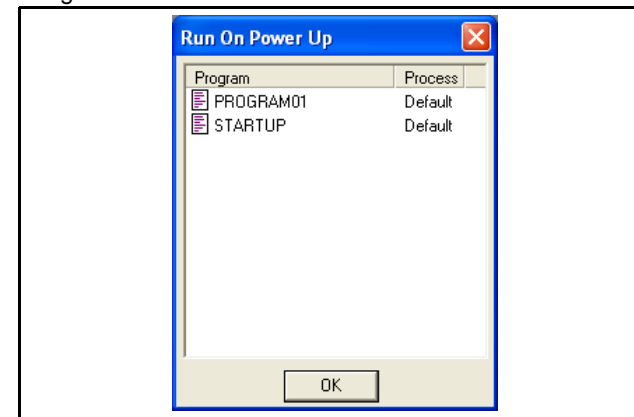 Run On Power Up
Program Process
PROGRAM01 Default
STARTUP Default
OK